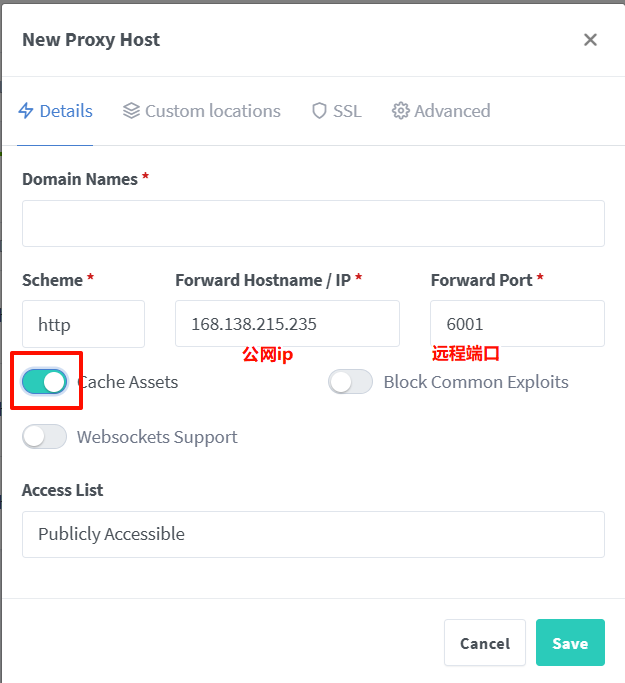 New Proxy Host
Details Custom locations SSL Advanced
Domain Names *
Scheme * Forward Hostname / IP * Forward Port *
http 168.138.215.235 6001
公网ip 远程端口
Cache Assets Block Common Exploits
Websockets Support
Access List
Publicly Accessible
Cancel Save